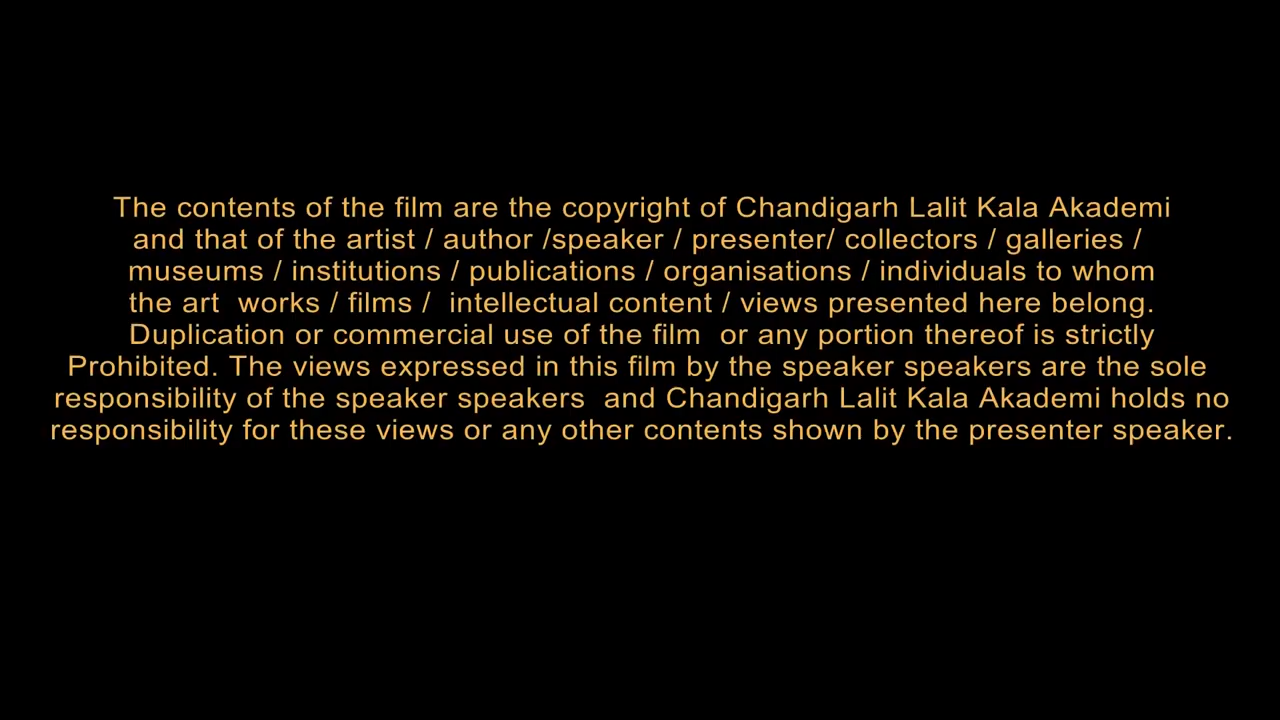 The contents of the film are the copyright of Chandigarh Lalit Kala Akademi
and that of the artist / author /speaker / presenter/ collectors / galleries /
museums / institutions / publications / organisations / individuals to whom
the art  works / films /  intellectual content / views presented here belong.
Duplication or commercial use of the film  or any portion thereof is strictly
Prohibited. The views expressed in this film by the speaker speakers are the sole
responsibility of the speaker speakers  and Chandigarh Lalit Kala Akademi holds no
responsibility for these views or any other contents shown by the presenter speaker.